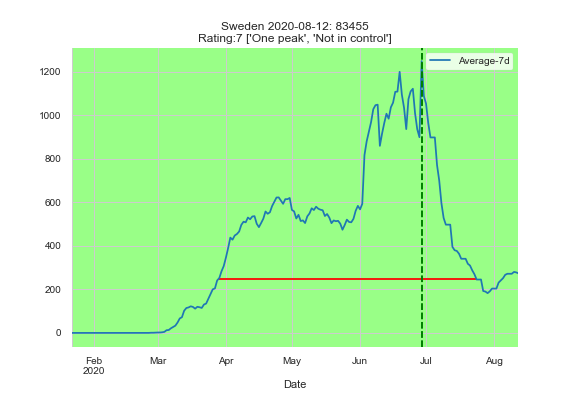 Sweden 2020-08-12: 83455
Rating:7 ['One peak', 'Not in control']
Average-7d
1200
1000
800
600
400
200
0
Feb
2020
Mar
Apr
May
Jun
Jul
Aug
Date